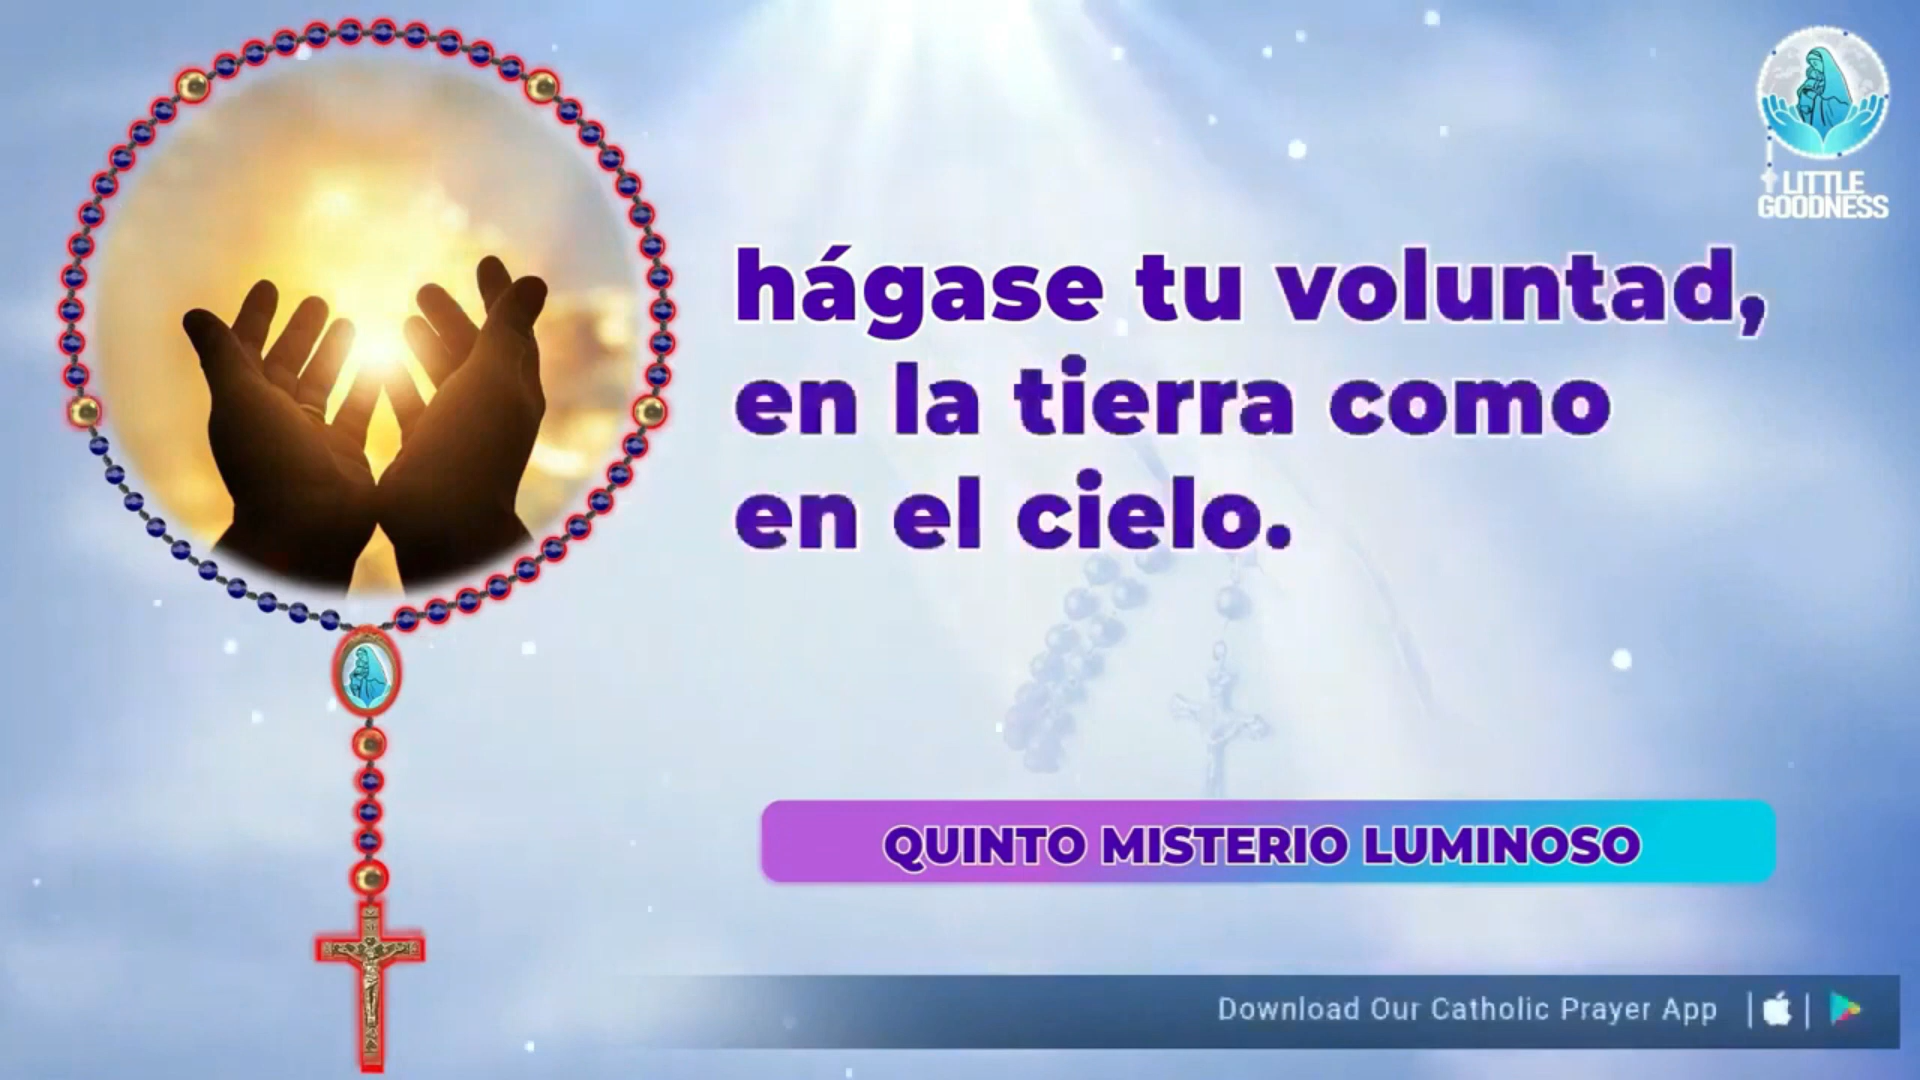 LITTLE
GOODNESS
hágase tu voluntad,
en la tierra como
en el cielo.
QUINTO MISTERIO LUMINOSO
Download Our Catholic Prayer App